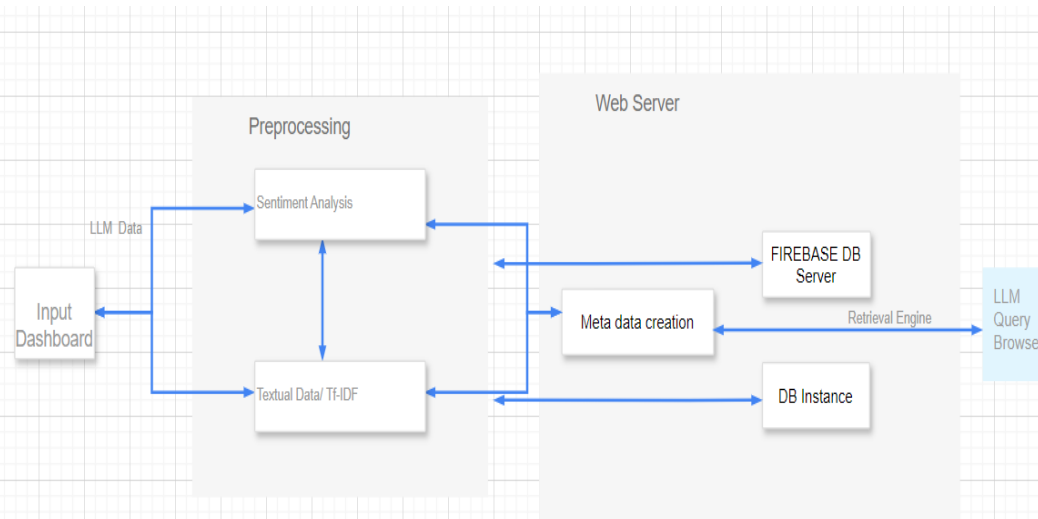 Web Server
Preprocessing
Sentiment Analysis
LLM Data
FIREBASE DB
Server
Input
Dashboard
Meta data creation
Retrieval Engine
LLM
Query
Browse
Textual Data/ Tf-IDF
DB Instance